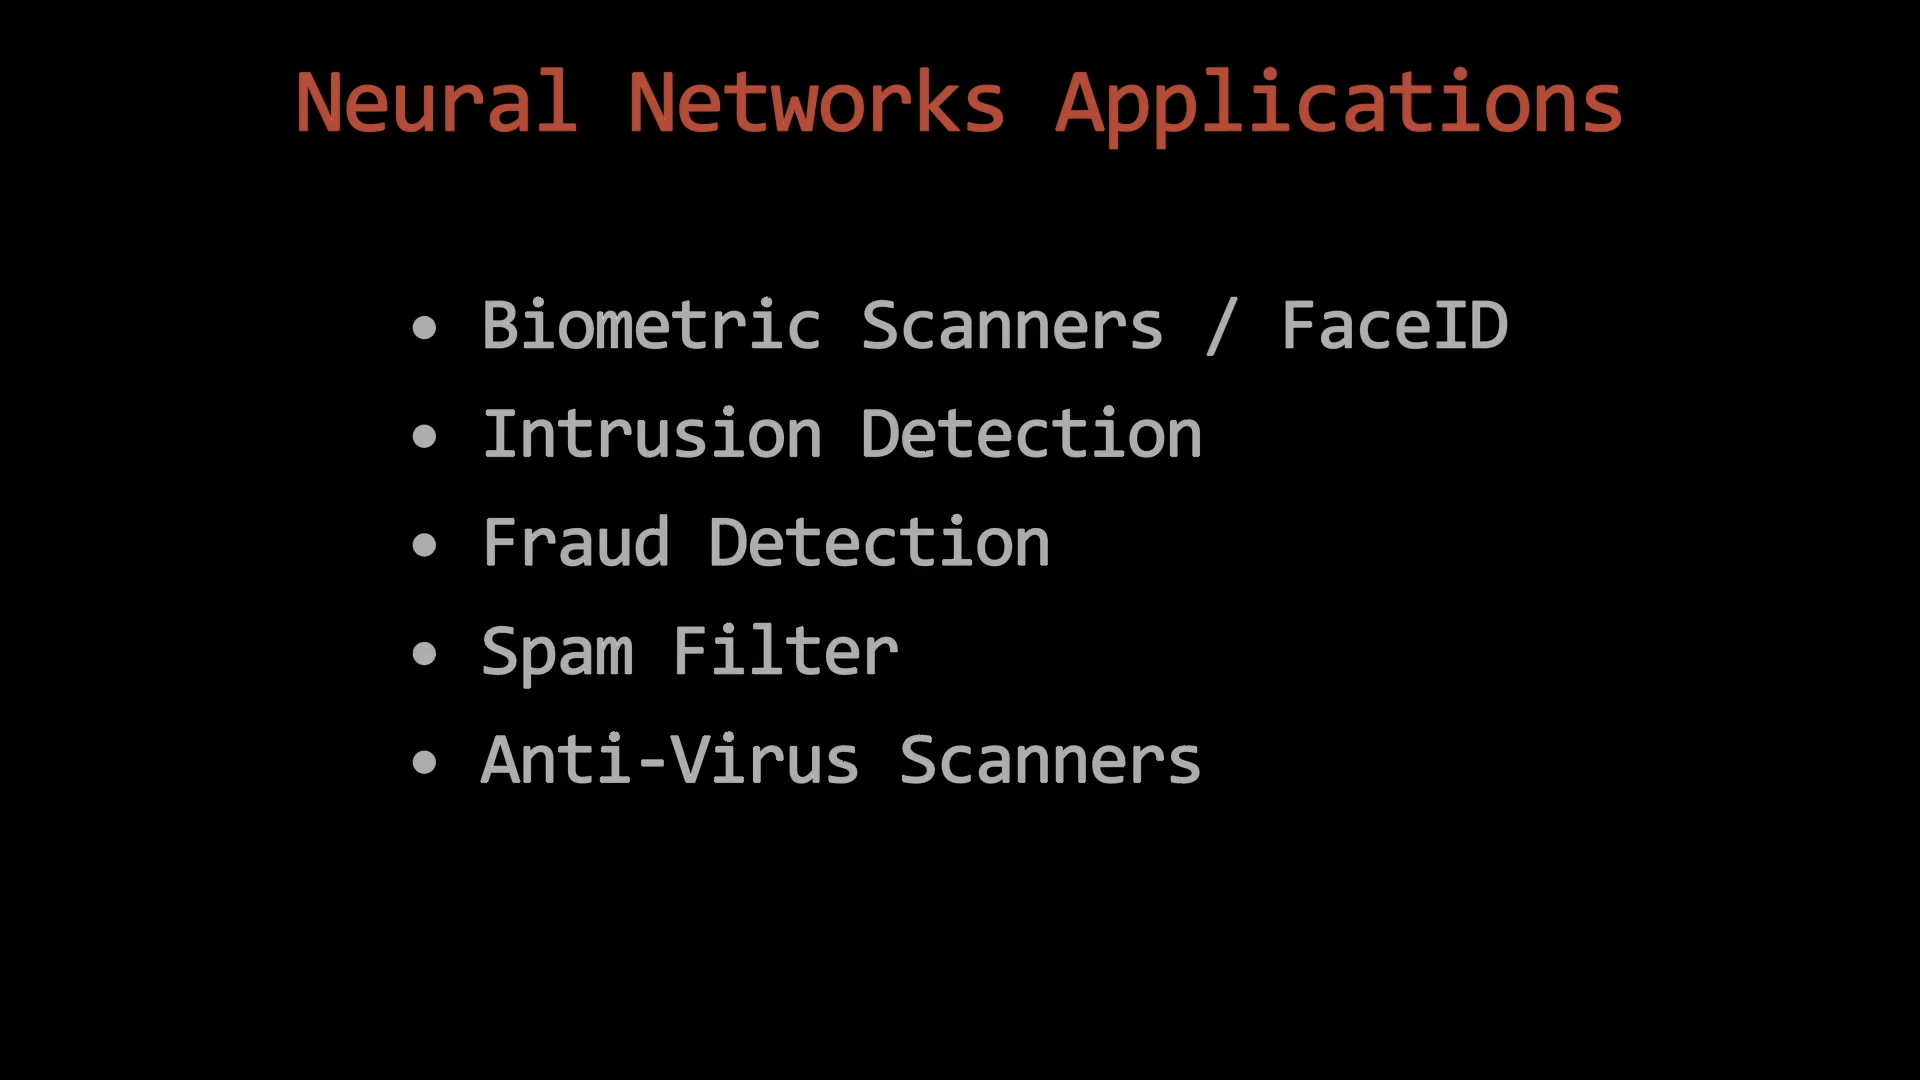 Neural Networks Applications
• Biometric Scanners / FaceID
• Intrusion Detection
• Fraud Detection
• Spam Filter
• Anti-Virus Scanners